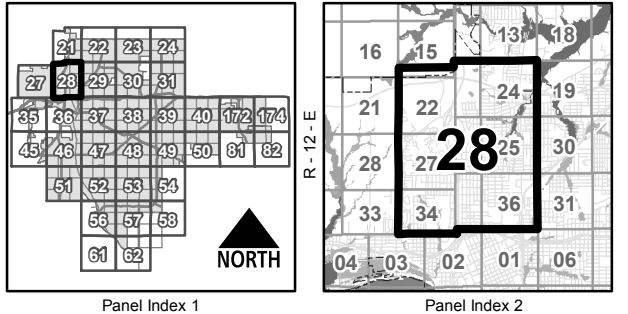 21 22 23 24
27 28 29 30 31
35 36 37 38 39 40 172 174
45 46 47 48 49 50 81 82
51 52 53 54
56 57 58
61 62
NORTH
Panel Index 1
R - 12 - E
13 18
16 15
24 19
21 22
28 27 28 25 30
33 34 36 31
04 03 02 01 06
Panel Index 2